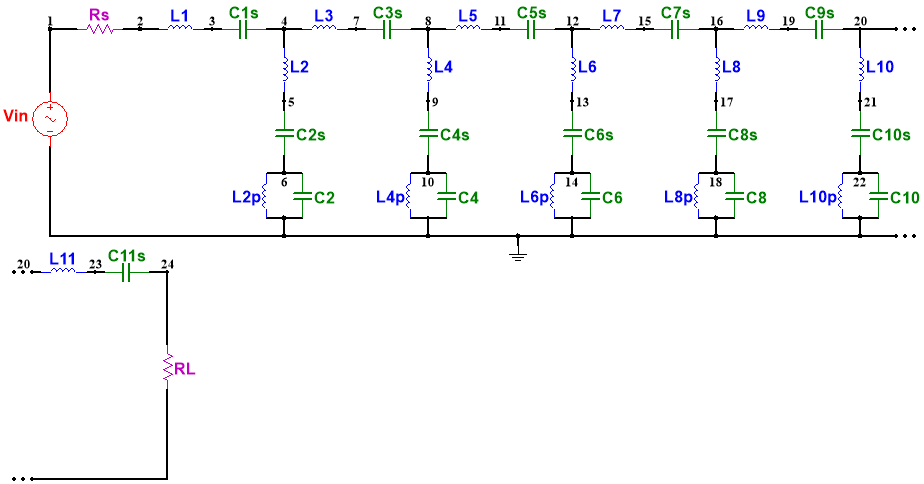 1 Rs 2 L1 3 C1s 4 L3 7 C3s 8 L5 11 C5s 12 L7 15 C7s 16 L9 19 C9s 20
L2 L4 L6 L8 L10
5 9 13 17 21
Vin
C2s C4s C6s C8s C10s
6 10 14 18 22
L2p C2 L4p C4 L6p C6 L8p C8 L10p C10
20 L11 23 C11s 24
RL